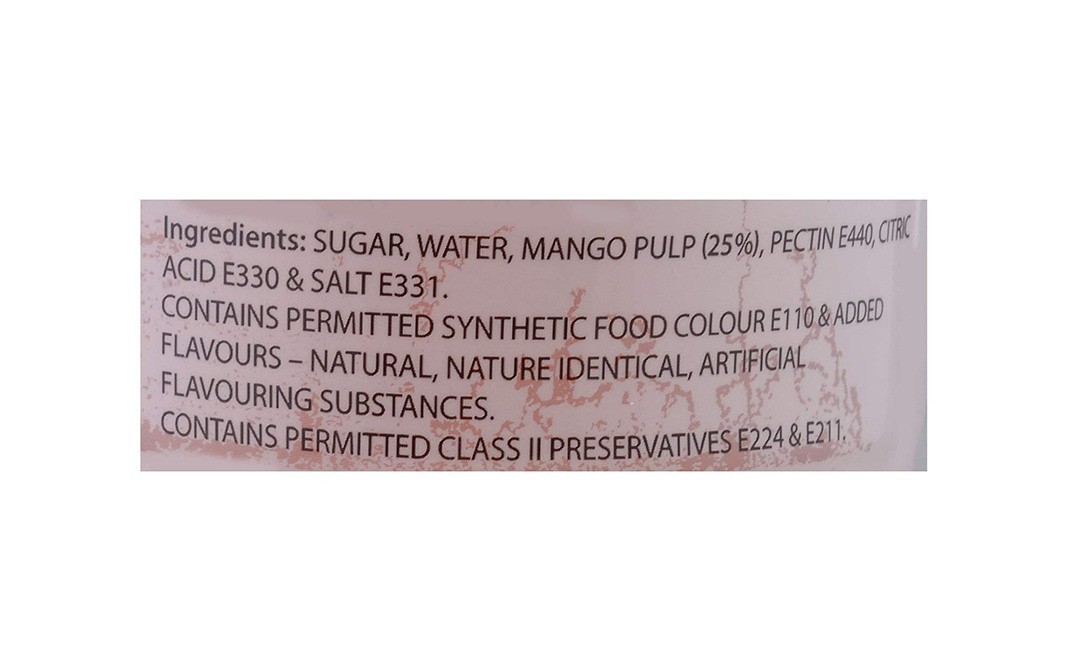 Ingredients: SUGAR, WATER, MANGO PULP (25%), PECTIN E440, CITRIC
ACID E330 & SALT E331.
CONTAINS PERMITTED SYNTHETIC FOOD COLOUR E110 & ADDED
FLAVOURS – NATURAL, NATURE IDENTICAL, ARTIFICIAL
FLAVOURING SUBSTANCES.
CONTAINS PERMITTED CLASS II PRESERVATIVES E224 & E211.